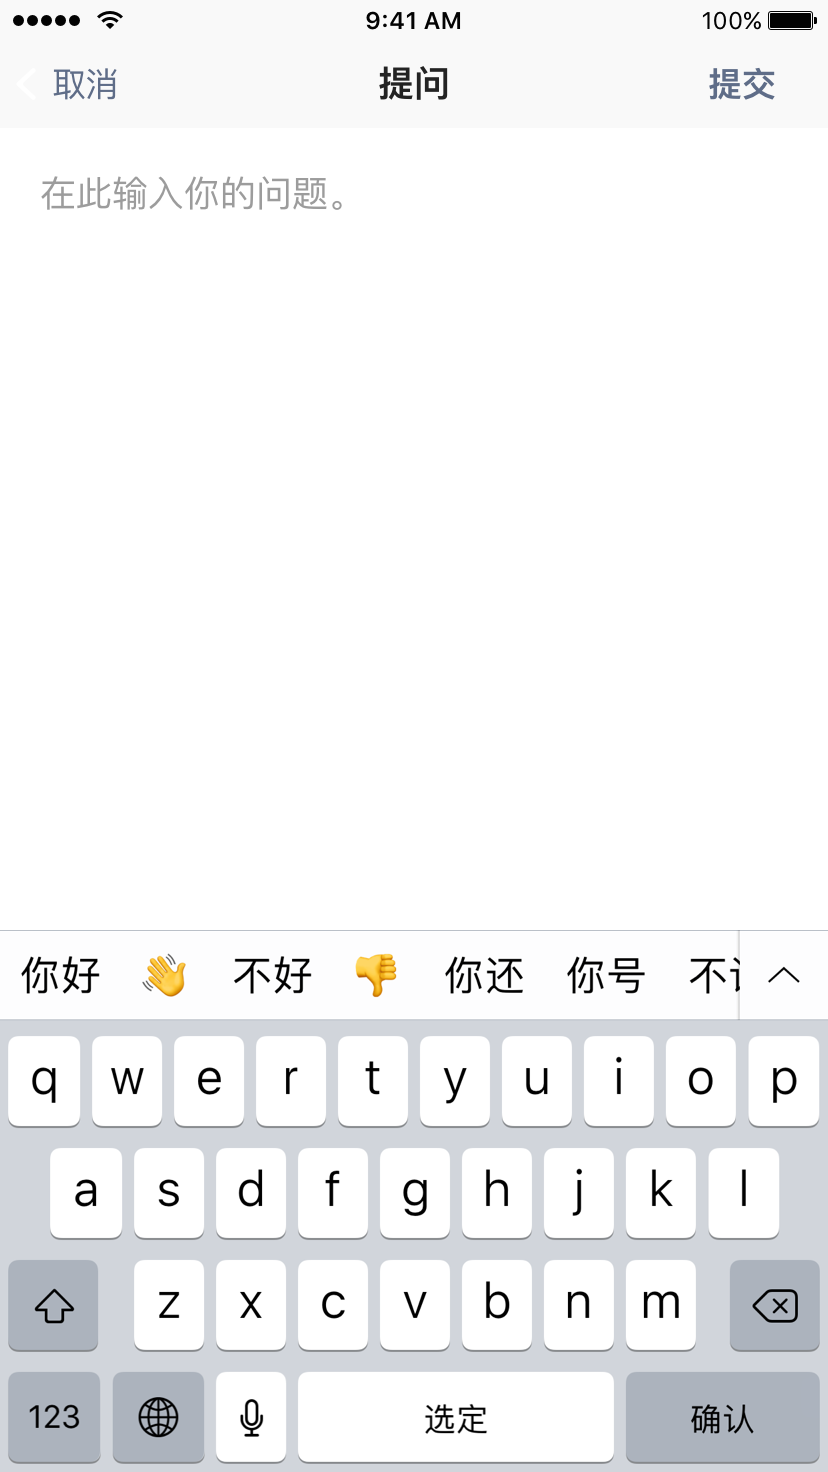 9:41 AM 100%
取消 提问 提交
在此输入你的问题。
你好 👋 不好 👎 你还 你号 不
q w e r t y u i o p
a s d f g h j k l
z x c v b n m
123 选定 确认